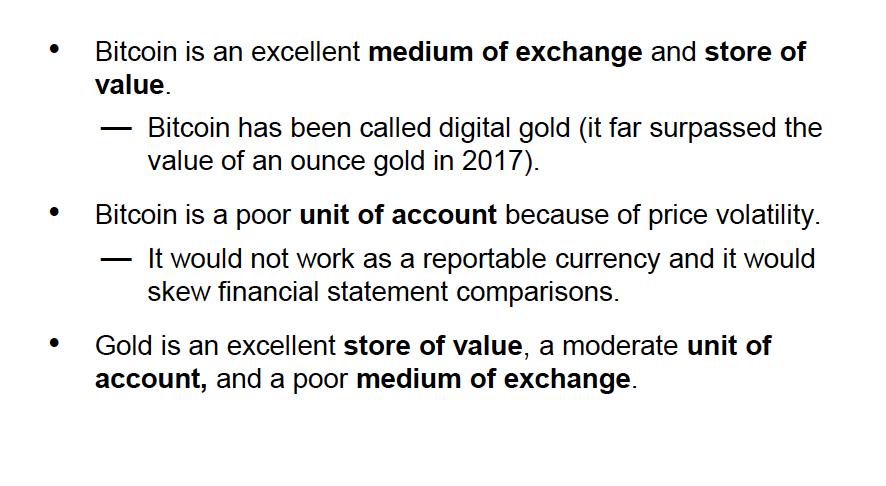 • Bitcoin is an excellent medium of exchange and store of
value.
— Bitcoin has been called digital gold (it far surpassed the
value of an ounce gold in 2017).
• Bitcoin is a poor unit of account because of price volatility.
— It would not work as a reportable currency and it would
skew financial statement comparisons.
• Gold is an excellent store of value, a moderate unit of
account, and a poor medium of exchange.